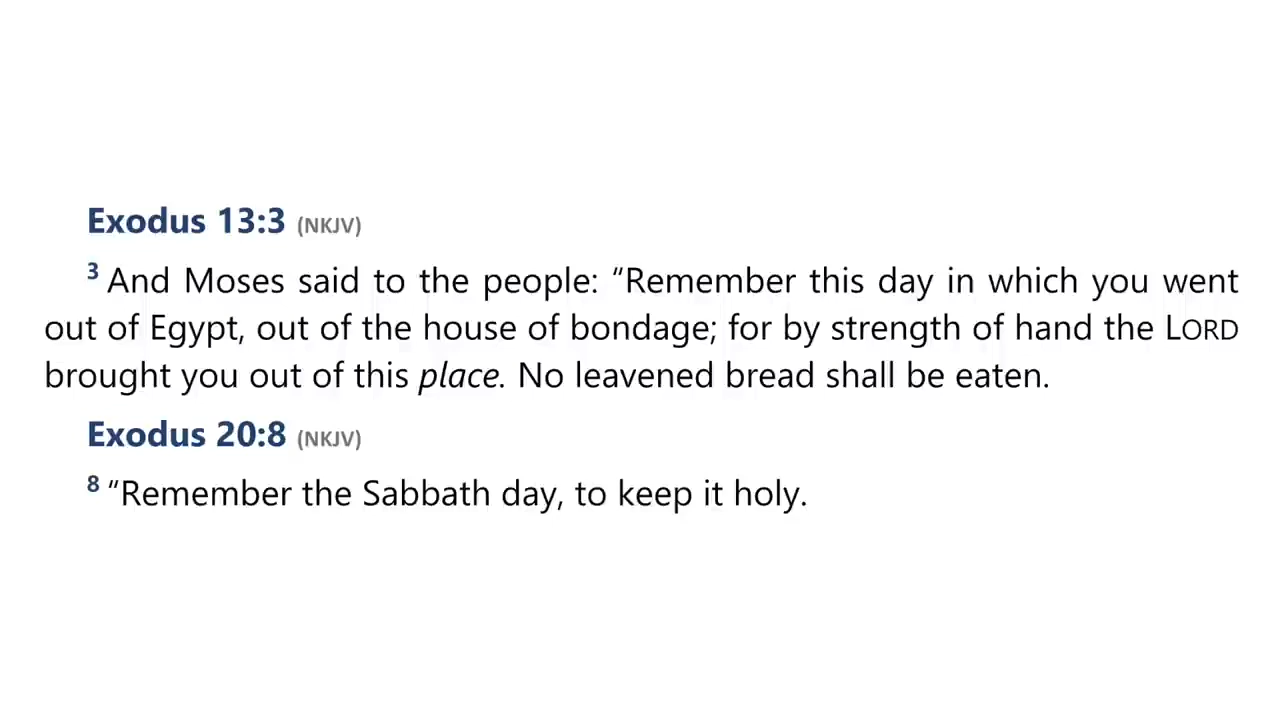 Exodus 13:3 (NKJV)
3 And Moses said to the people: “Remember this day in which you went
out of Egypt, out of the house of bondage; for by strength of hand the LORD
brought you out of this place. No leavened bread shall be eaten.
Exodus 20:8 (NKJV)
8 “Remember the Sabbath day, to keep it holy.